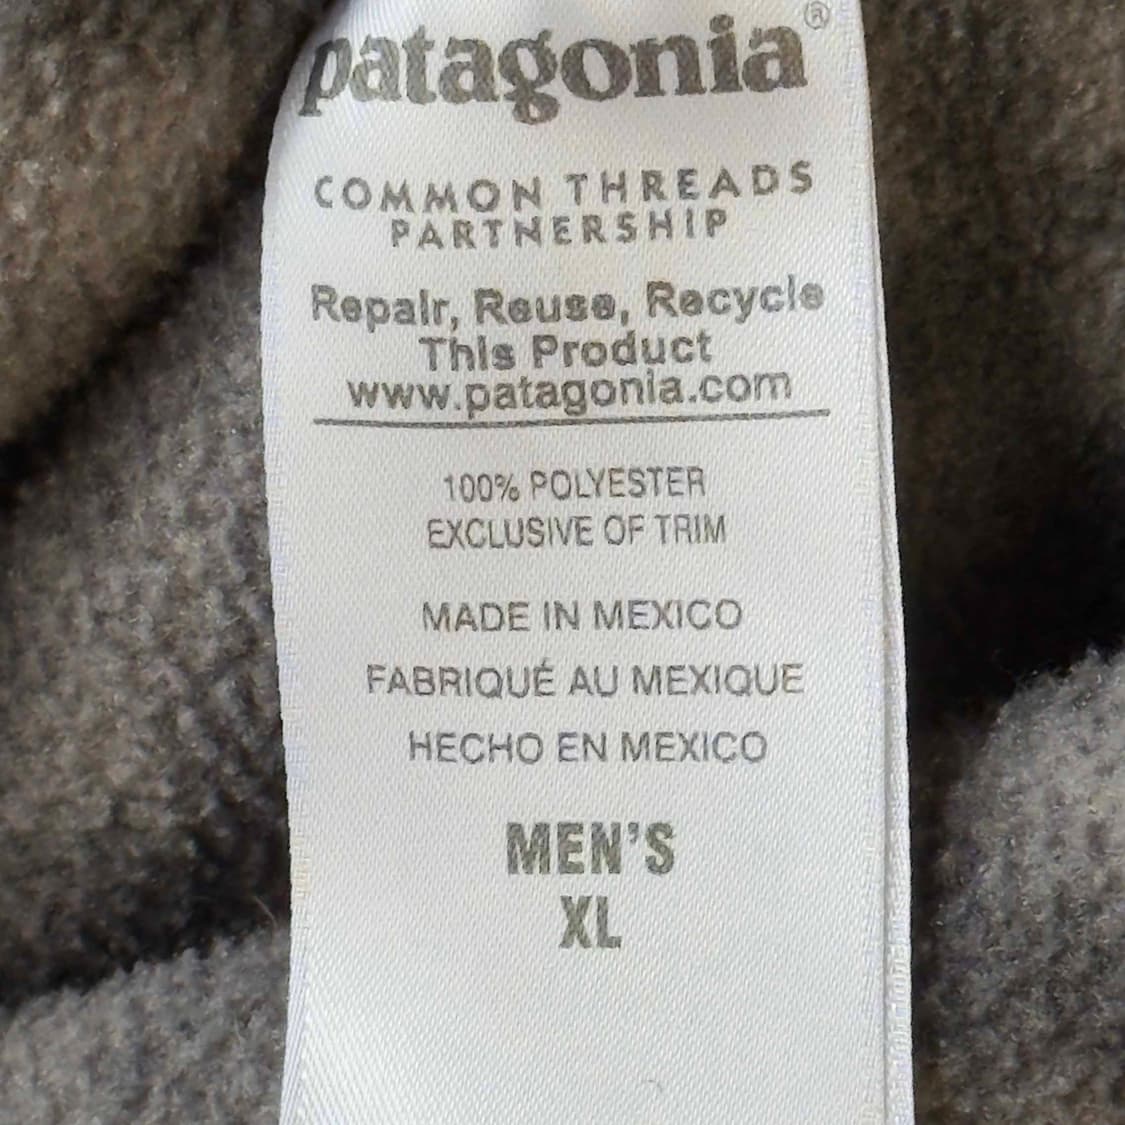 patagonia®
COMMON THREADS
PARTNERSHIP
Repair, Reuse, Recycle
This Product
www.patagonia.com
100% POLYESTER
EXCLUSIVE OF TRIM
MADE IN MEXICO
FABRIQUÉ AU MEXIQUE
HECHO EN MEXICO
MEN'S
XL